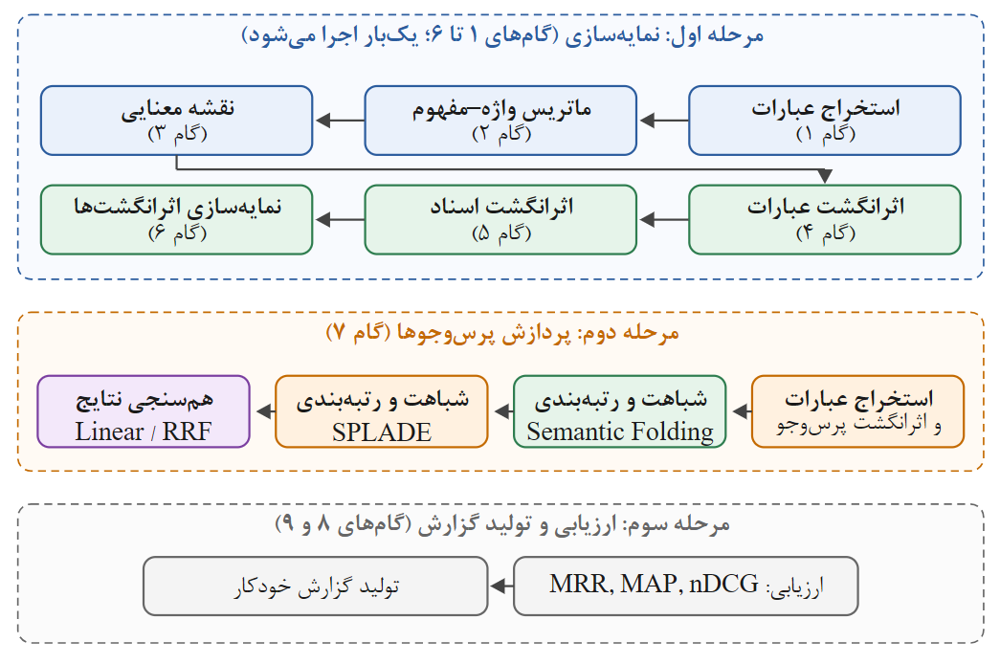 مرحله اول: نمایه‌سازی (گام‌های ۱ تا ۶؛ یک‌بار اجرا می‌شود)
استخراج عبارات
(گام ۱)
ماتریس واژه–مفهوم
(گام ۲)
نقشه معنایی
(گام ۳)
اثرانگشت عبارات
(گام ۴)
اثرانگشت اسناد
(گام ۵)
نمایه‌سازی اثرانگشت‌ها
(گام ۶)
مرحله دوم: پردازش پرس‌وجوها (گام ۷)
استخراج عبارات
و اثرانگشت پرس‌وجو
شباهت و رتبه‌بندی
Semantic Folding
شباهت و رتبه‌بندی
SPLADE
هم‌سنجی نتایج
Linear / RRF
مرحله سوم: ارزیابی و تولید گزارش (گام‌های ۸ و ۹)
ارزیابی: MRR, MAP, nDCG
تولید گزارش خودکار